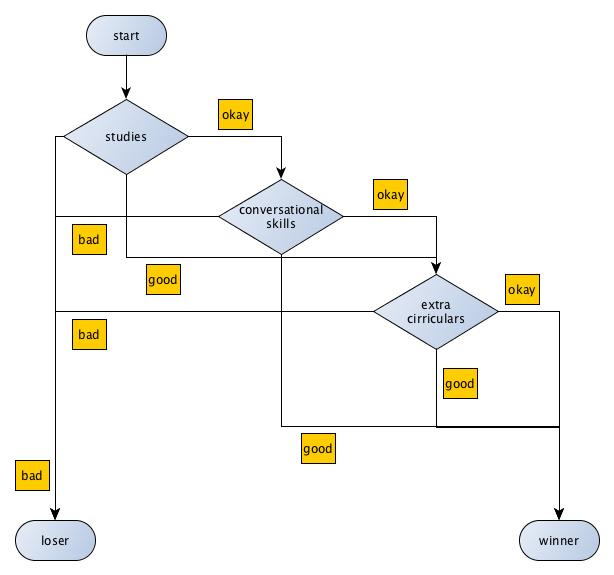 start
okay
studies
okay
conversational
skills
bad
good
okay
extra
cirriculars
bad
good
good
bad
loser
winner